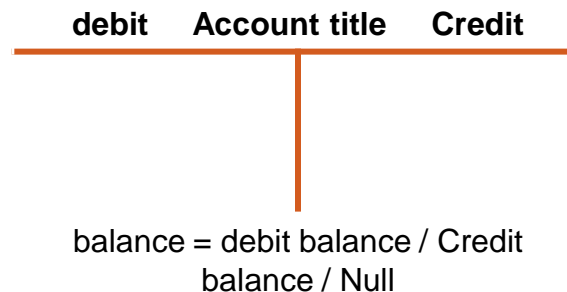 debit Account title Credit
balance = debit balance / Credit
balance / Null